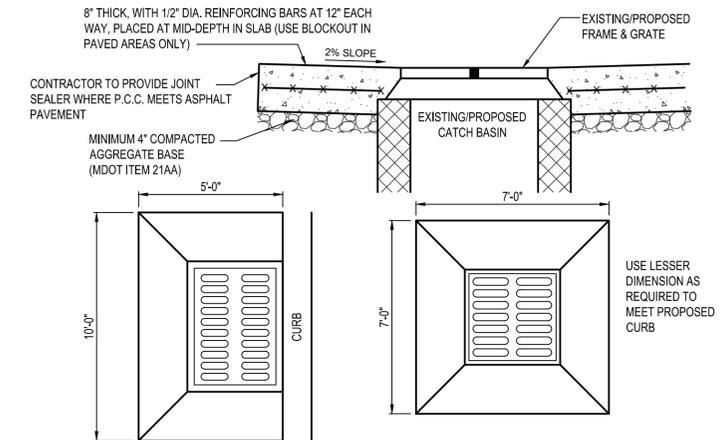 8" THICK, WITH 1/2" DIA. REINFORCING BARS AT 12" EACH
WAY, PLACED AT MID-DEPTH IN SLAB (USE BLOCKOUT IN
PAVED AREAS ONLY)
2% SLOPE
EXISTING/PROPOSED
FRAME & GRATE
CONTRACTOR TO PROVIDE JOINT
SEALER WHERE P.C.C. MEETS ASPHALT
PAVEMENT
EXISTING/PROPOSED
CATCH BASIN
MINIMUM 4" COMPACTED
AGGREGATE BASE
(MDOT ITEM 21AA)
5'-0"
10'-0"
CURB
7'-0"
7'-0"
USE LESSER
DIMENSION AS
REQUIRED TO
MEET PROPOSED
CURB